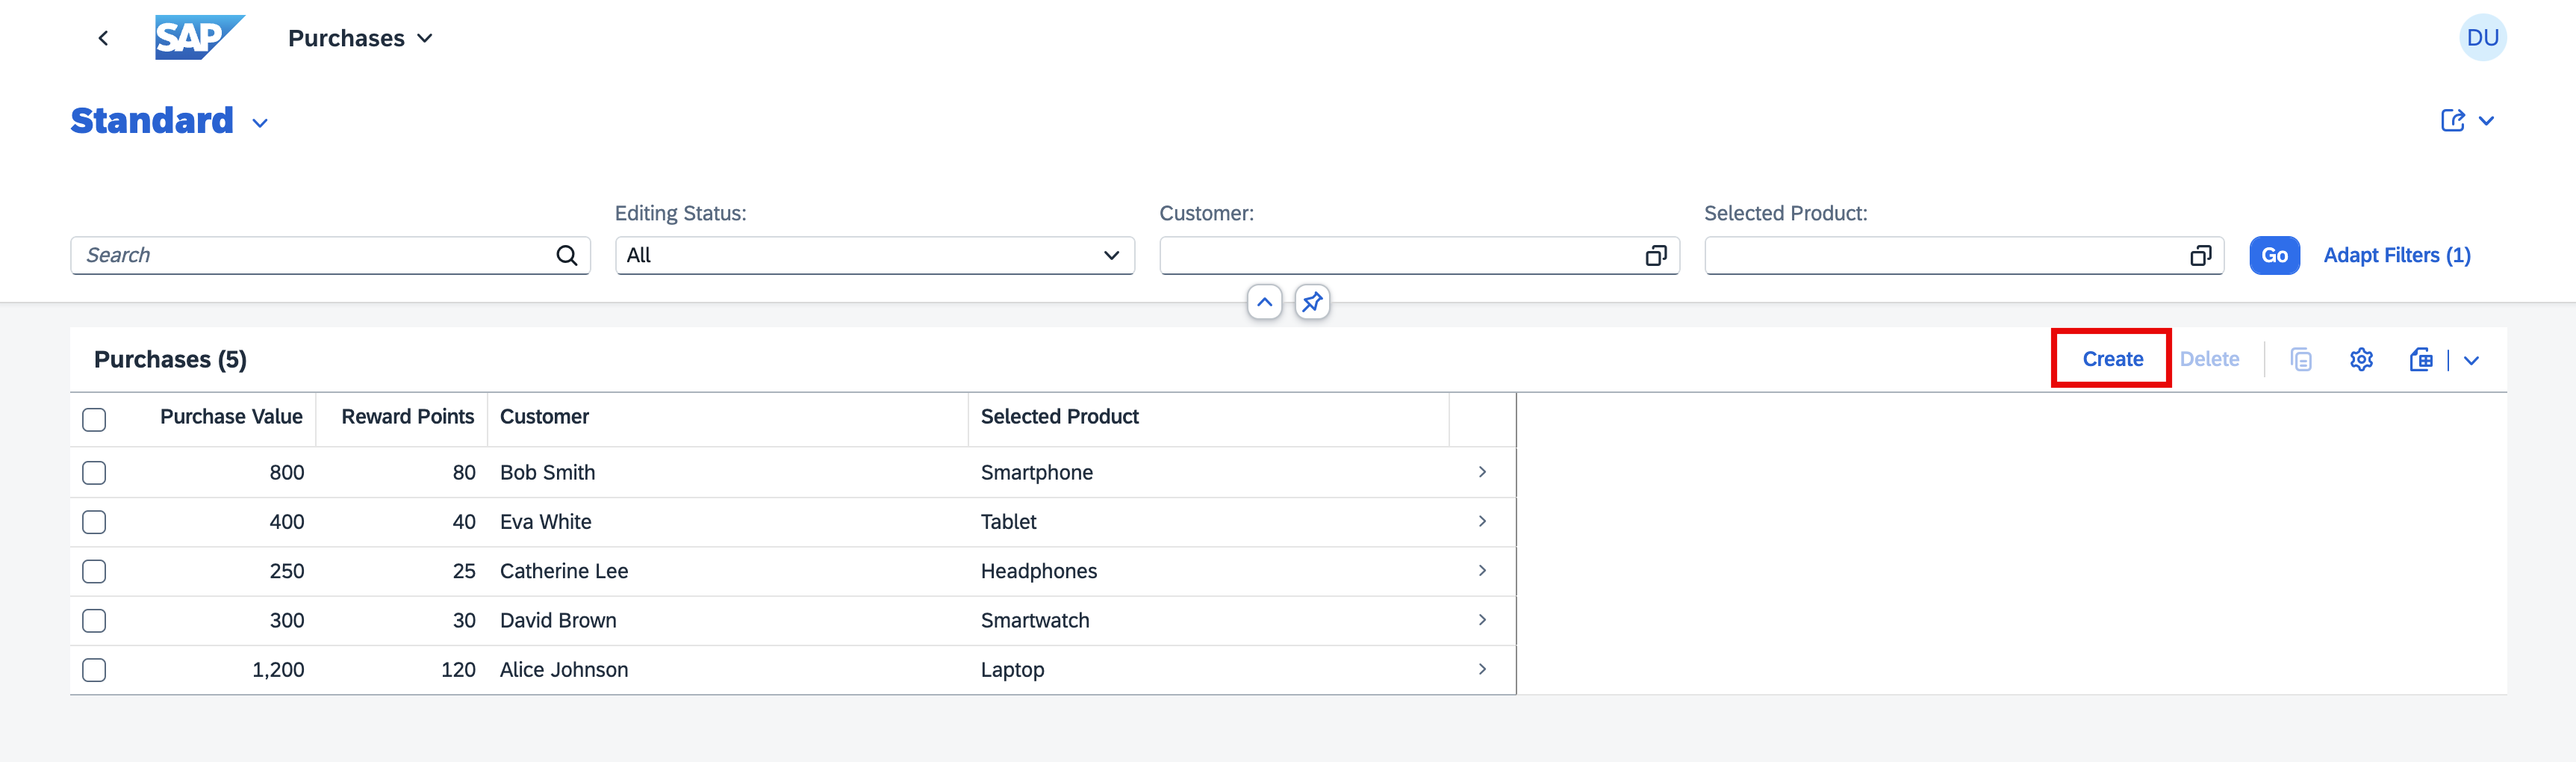 SAP Purchases DU
Standard
Editing Status: Customer: Selected Product:
Search All Go Adapt Filters (1)
Purchases (5) Create Delete
Purchase Value Reward Points Customer Selected Product
800 80 Bob Smith Smartphone
400 40 Eva White Tablet
250 25 Catherine Lee Headphones
300 30 David Brown Smartwatch
1,200 120 Alice Johnson Laptop